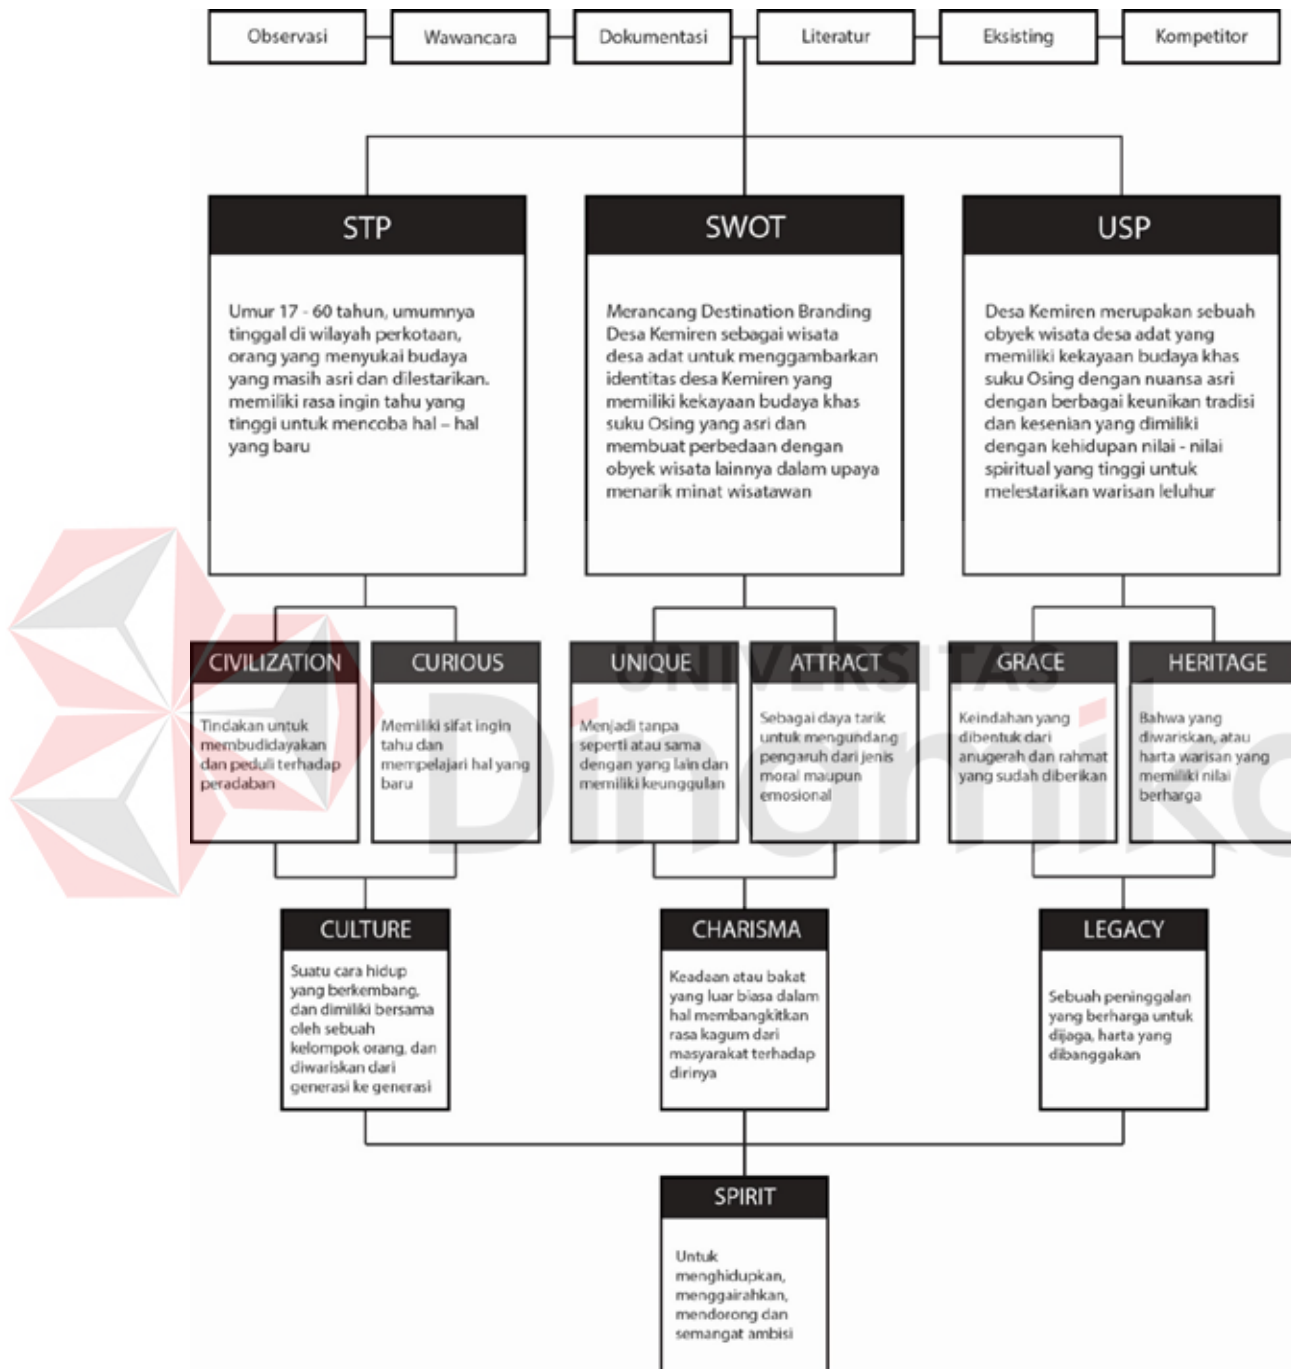 Observasi
Wawancara
Dokumentasi
Literatur
Eksisting
Kompetitor
STP
Umur 17 - 60 tahun, umumnya
tinggal di wilayah perkotaan,
orang yang menyukai budaya
yang masih asri dan dilestarikan.
memiliki rasa ingin tahu yang
tinggi untuk mencoba hal – hal
yang baru
SWOT
Merancang Destination Branding
Desa Kemiren sebagai wisata
desa adat untuk menggambarkan
identitas desa Kemiren yang
memiliki kekayaan budaya khas
suku Osing yang asri dan
membuat perbedaan dengan
obyek wisata lainnya dalam upaya
menarik minat wisatawan
USP
Desa Kemiren merupakan sebuah
obyek wisata desa adat yang
memiliki kekayaan budaya khas
suku Osing dengan nuansa asri
dengan berbagai keunikan tradisi
dan kesenian yang dimiliki
dengan kehidupan nilai - nilai
spiritual yang tinggi untuk
melestarikan warisan leluhur
CIVILIZATION
Tindakan untuk
membudidayakan
dan peduli terhadap
peradaban
CURIOUS
Memiliki sifat ingin
tahu dan
mempelajari hal yang
baru
UNIQUE
Menjadi tanpa
seperti atau sama
dengan yang lain dan
memiliki keunggulan
ATTRACT
Sebagai daya tarik
untuk mengundang
pengaruh dari jenis
moral maupun
emosional
GRACE
Keindahan yang
dibentuk dari
anugerah dan rahmat
yang sudah diberikan
HERITAGE
Bahwa yang
diwariskan, atau
harta warisan yang
memiliki nilai
berharga
UNIVERSITAS
Dinamika
CULTURE
Suatu cara hidup
yang berkembang,
dan dimiliki bersama
oleh sebuah
kelompok orang, dan
diwariskan dari
generasi ke generasi
CHARISMA
Keadaan atau bakat
yang luar biasa dalam
hal membangkitkan
rasa kagum dari
masyarakat terhadap
dirinya
LEGACY
Sebuah peninggalan
yang berharga untuk
dijaga, harta yang
dibanggakan
SPIRIT
Untuk
menghidupkan,
menggairahkan,
mendorong dan
semangat ambisi